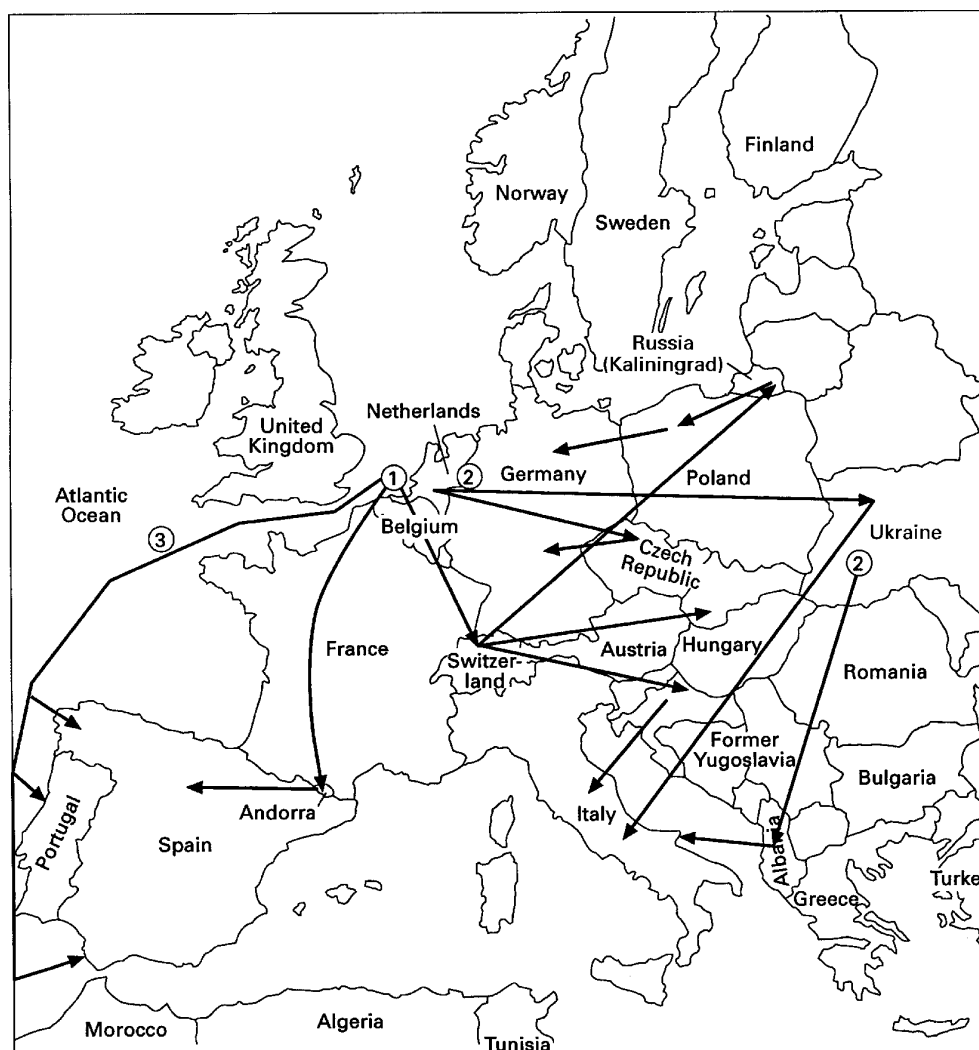 Finland
Norway
Sweden
Russia
(Kaliningrad)
Netherlands
United
Kingdom
1
2
Germany
Poland
Atlantic
Ocean
Belgium
Ukraine
3
Czech
Republic
2
France
Switzer-
land
Austria
Hungary
Romania
Former
Yugoslavia
Bulgaria
Andorra
Italy
Portugal
Spain
Albania
Greece
Turke
Morocco
Algeria
Tunisia